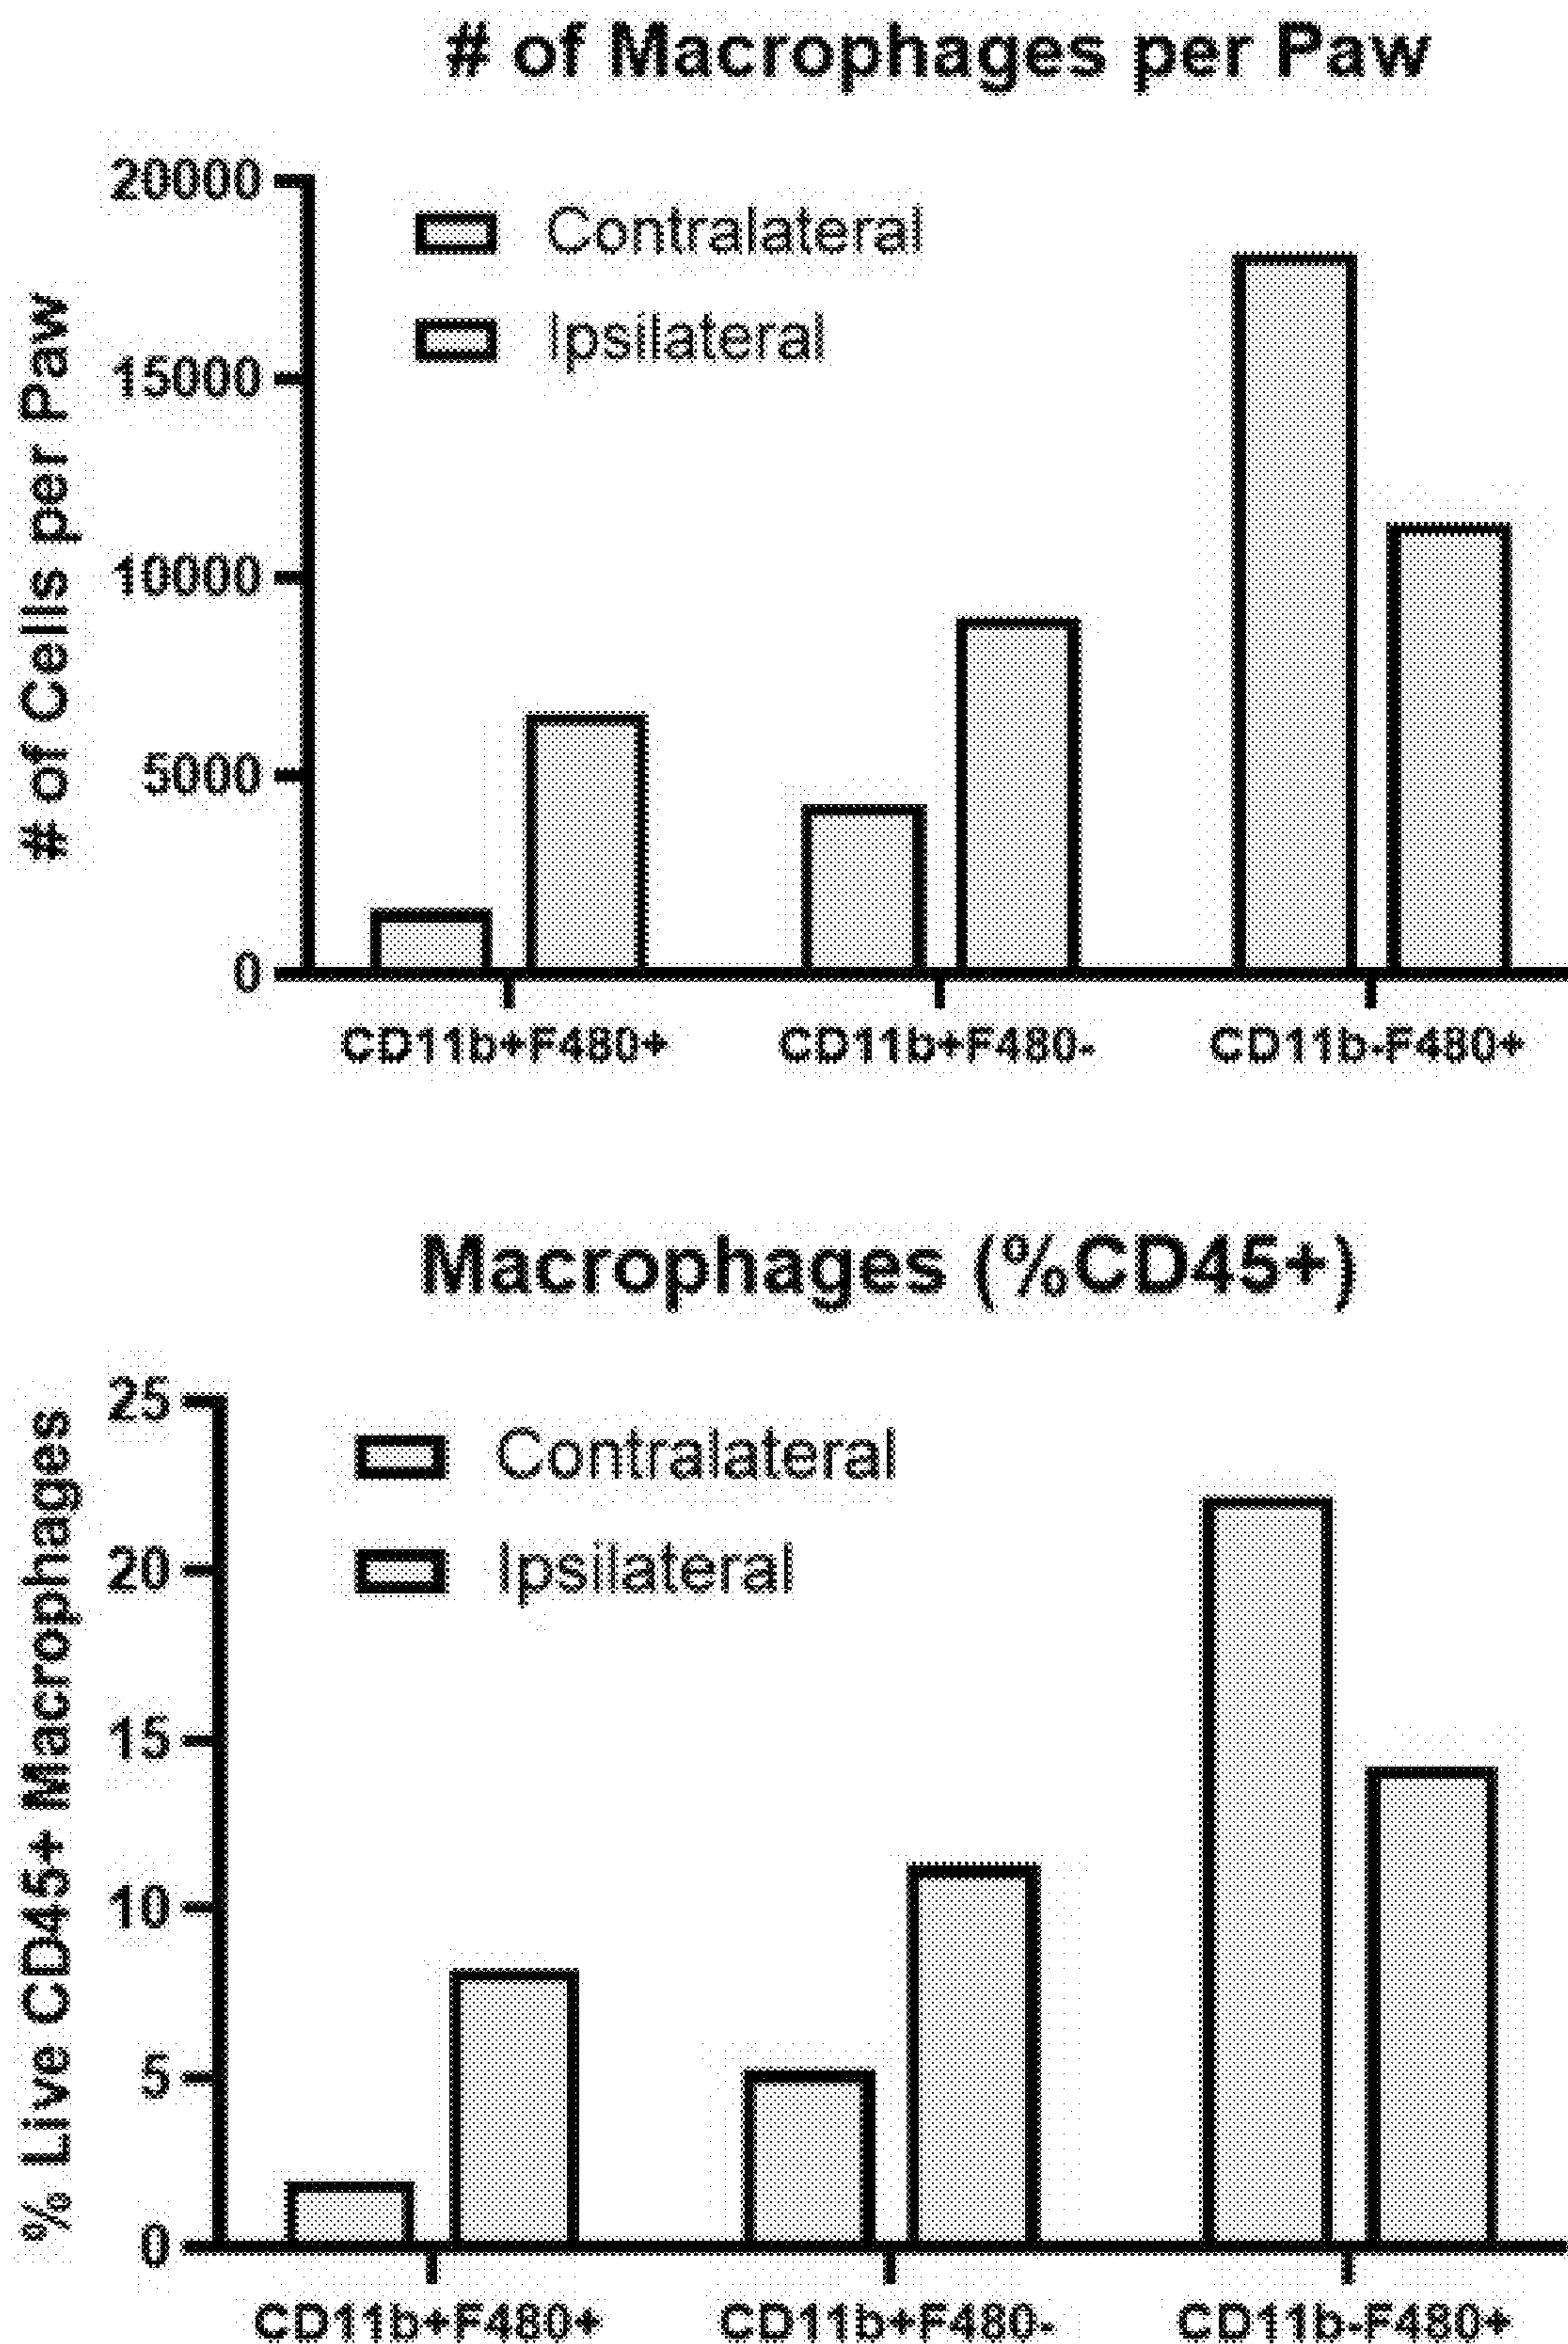 # of Macrophages per Paw
# of Cells per Paw
20000
15000
10000
5000
0
Contralateral
Ipsilateral
CD11b+F480+ CD11b+F480- CD11b-F480+
Macrophages (%CD45+)
% Live CD45+ Macrophages
25
20
15
10
5
0
Contralateral
Ipsilateral
CD11b+F480+ CD11b+F480- CD11b-F480+